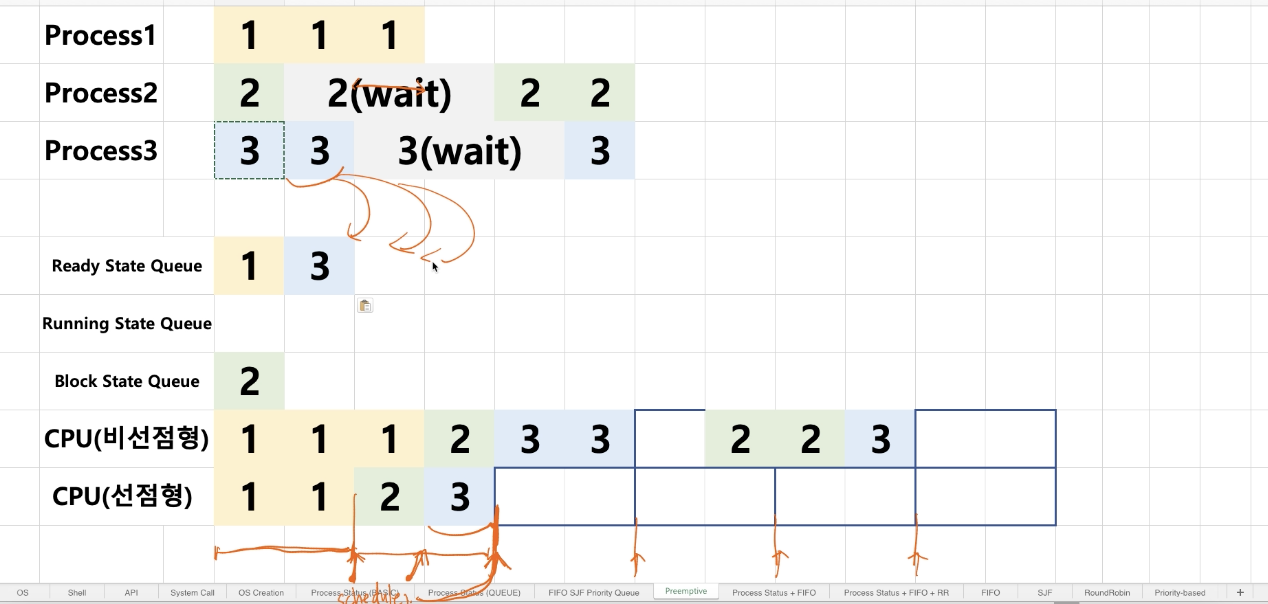 Process1 1 1 1
Process2 2 2(wait) 2 2
Process3 3 3 3(wait) 3
Ready State Queue 1 3
Running State Queue
Block State Queue 2
CPU(비선점형) 1 1 1 2 3 3 2 2 3
CPU(선점형) 1 1 2 3
OS Shell API System Call OS Creation Process Status (BASIC) Process Status (QUEUE) FIFO SJF Priority Queue Preemptive Process Status + FIFO Process Status + FIFO + RR FIFO SJF RoundRobin Priority-based +